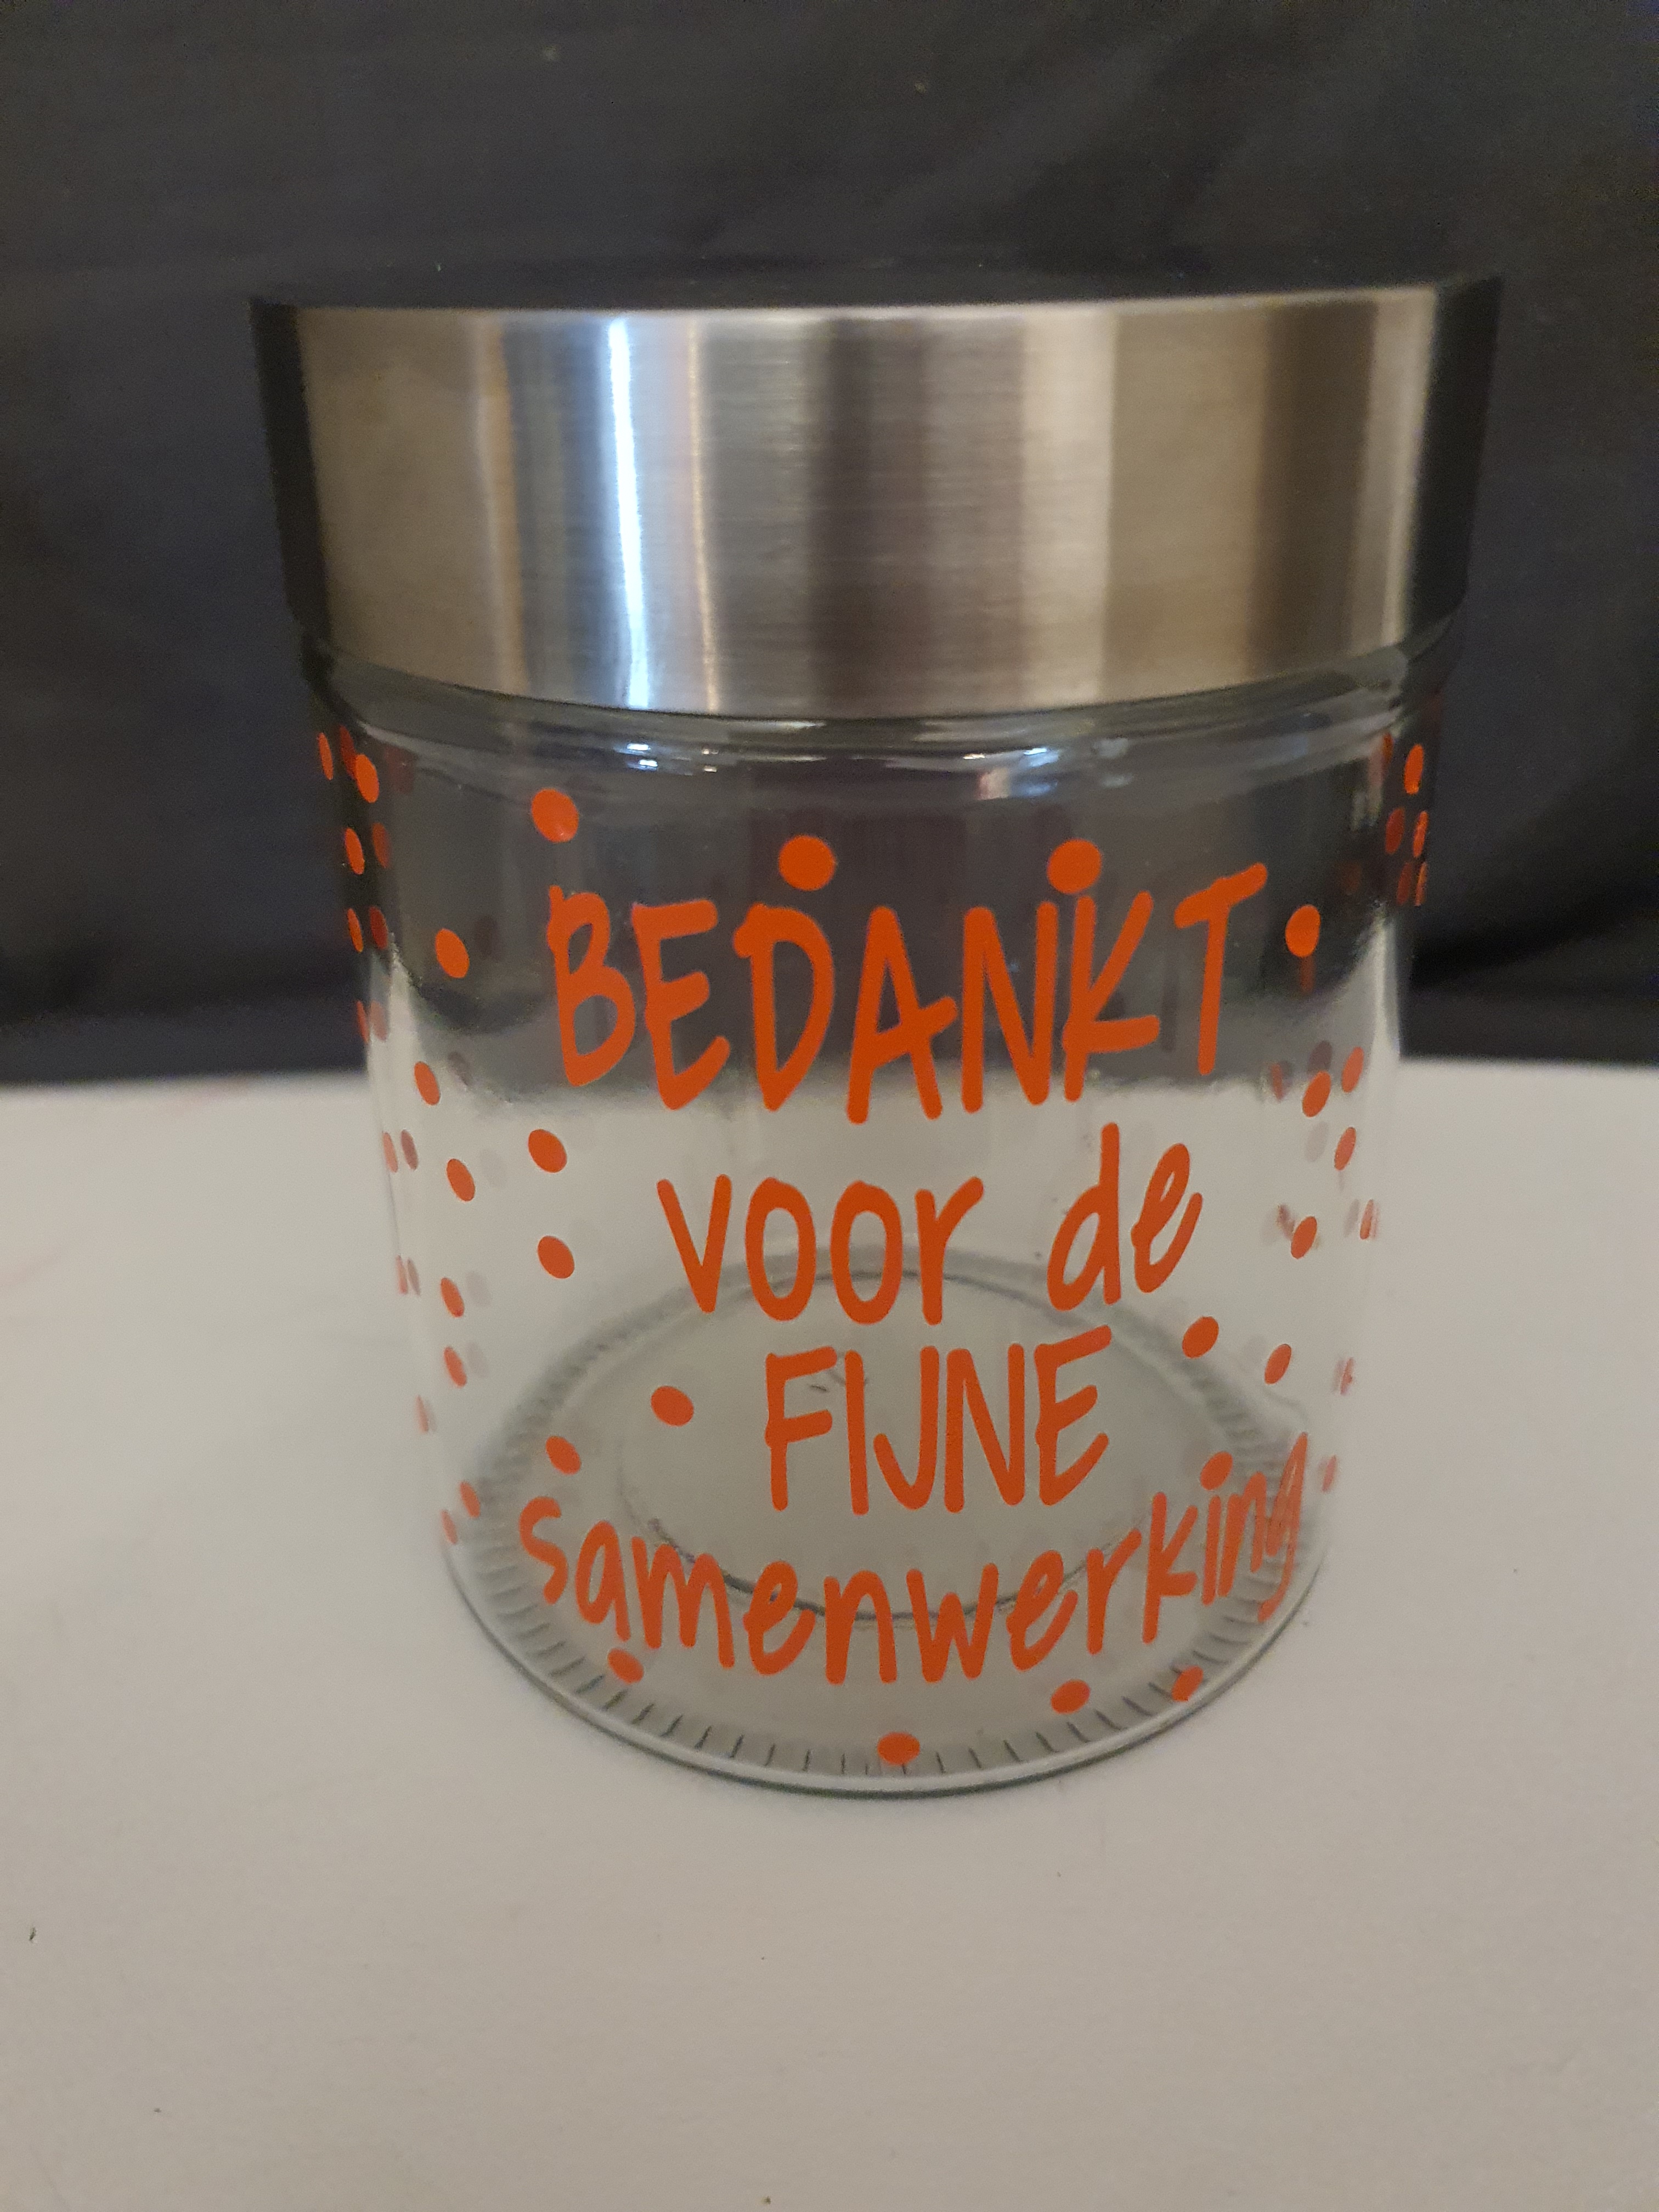 BEDANKT
voor de
FIJNE
samenwerking